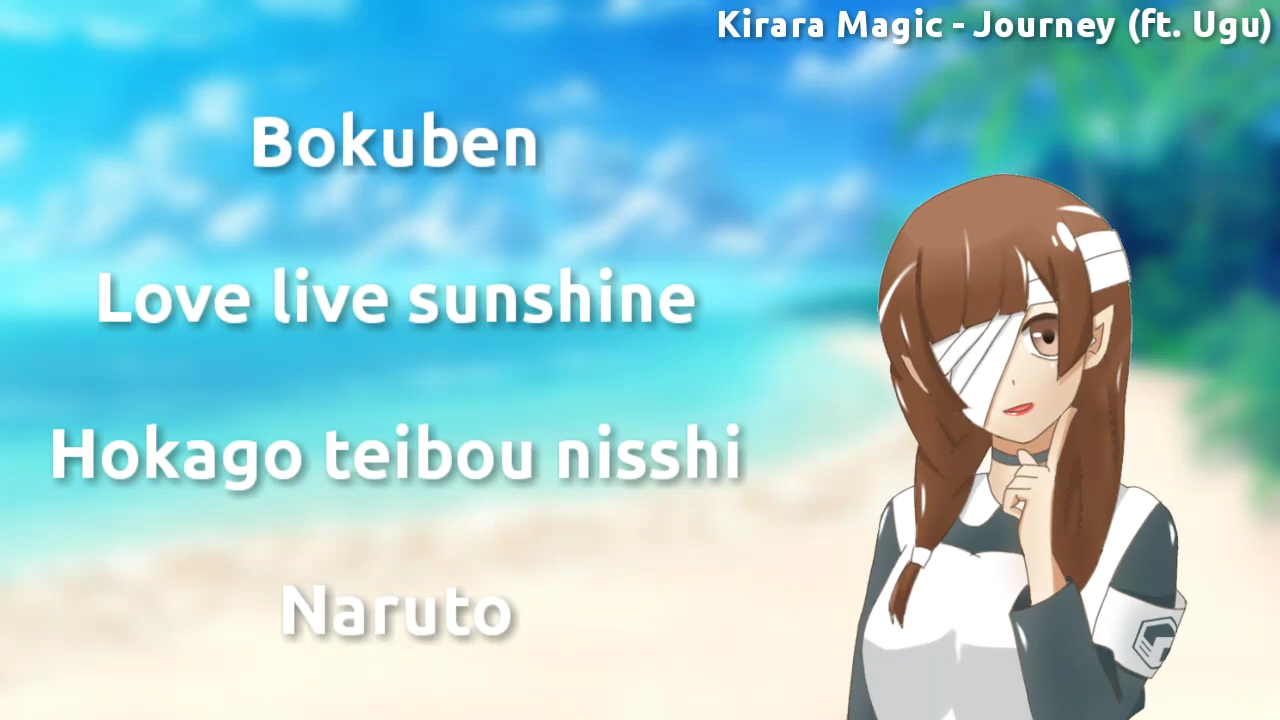 Kirara Magic - Journey (ft. Ugu)
Bokuben
Love live sunshine
Hokago teibou nisshi
Naruto